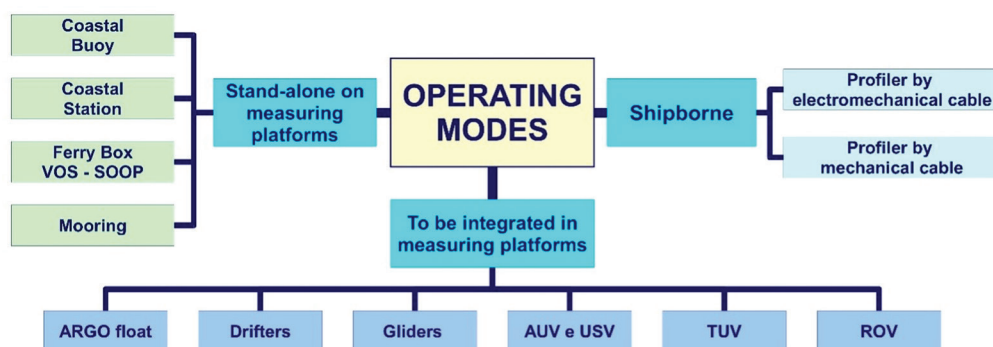 Coastal
Buoy
Coastal
Station
Ferry Box
VOS - SOOP
Mooring
Stand-alone on
measuring
platforms
OPERATING
MODES
Shipborne
Profiler by
electromechanical cable
Profiler by
mechanical cable
To be integrated in
measuring platforms
ARGO float
Drifters
Gliders
AUV e USV
TUV
ROV